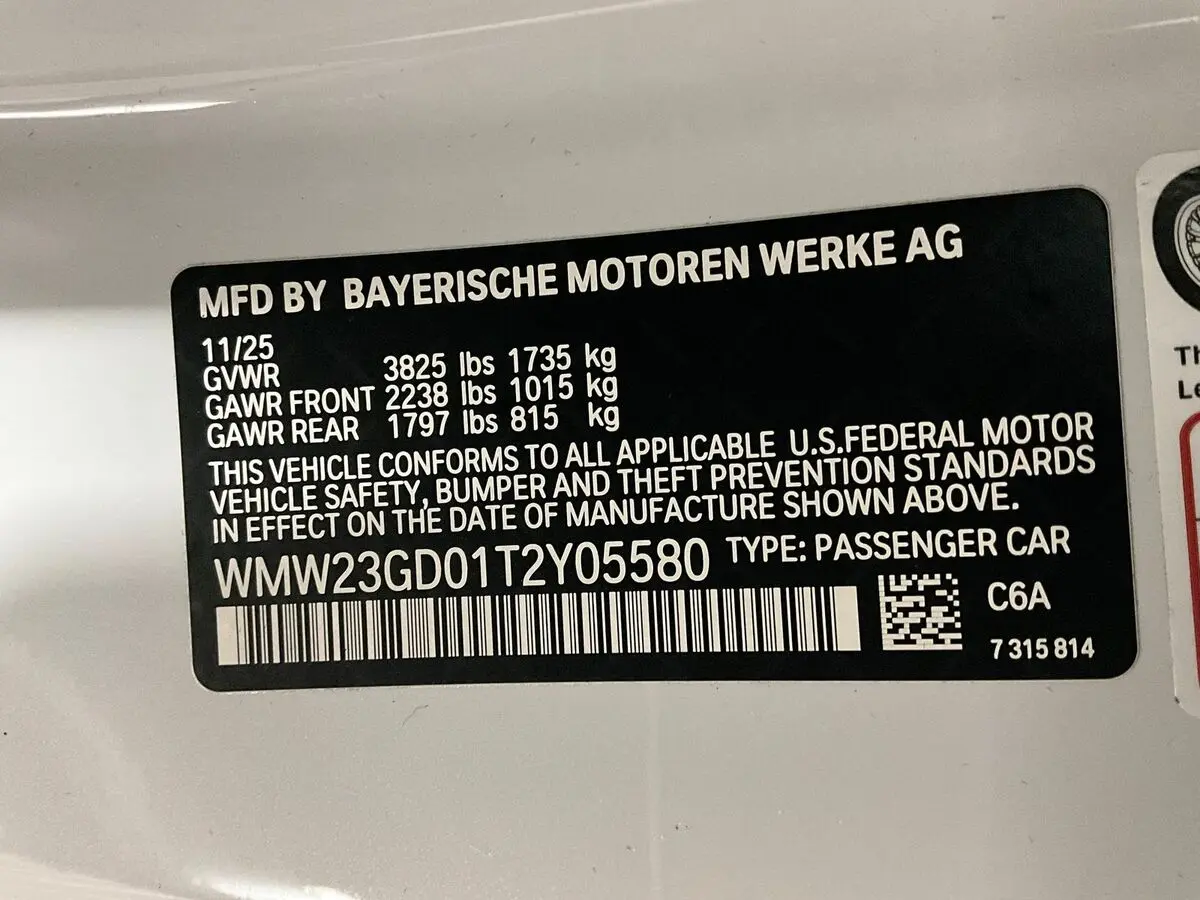 MFD BY BAYERISCHE MOTOREN WERKE AG
11/25
GVWR 3825 lbs 1735 kg
GAWR FRONT 2238 lbs 1015 kg
GAWR REAR 1797 lbs 815 kg
THIS VEHICLE CONFORMS TO ALL APPLICABLE U.S.FEDERAL MOTOR
VEHICLE SAFETY, BUMPER AND THEFT PREVENTION STANDARDS
IN EFFECT ON THE DATE OF MANUFACTURE SHOWN ABOVE.
WMW23GD01T2Y05580 TYPE: PASSENGER CAR
C6A
7 315 814